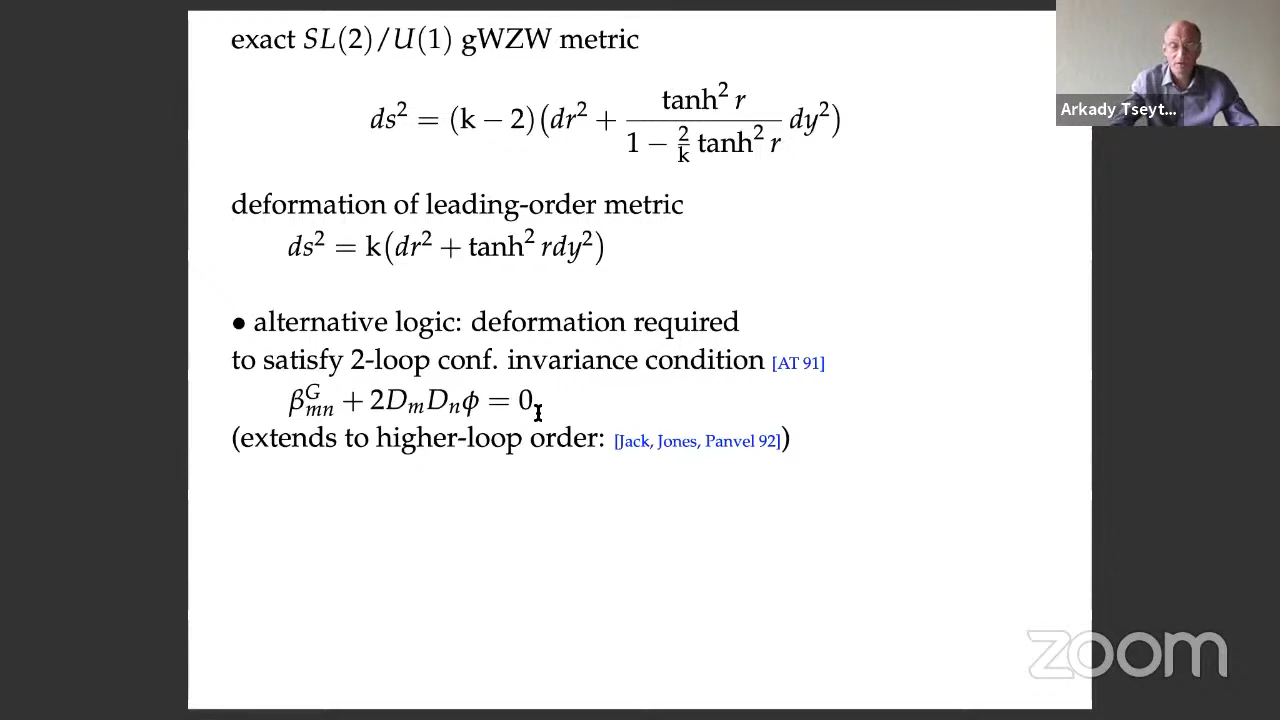 exact SL(2)/U(1) gWZW metric
ds² = (k − 2)(dr² + tanh² r / (1 − 2/k tanh² r) dy²)
deformation of leading-order metric
ds² = k(dr² + tanh² rdy²)
• alternative logic: deformation required
to satisfy 2-loop conf. invariance condition [AT 91]
β^G_mn + 2D_m D_n ϕ = 0
(extends to higher-loop order: [Jack, Jones, Panvel 92])
Arkady Tseyt...
zoom